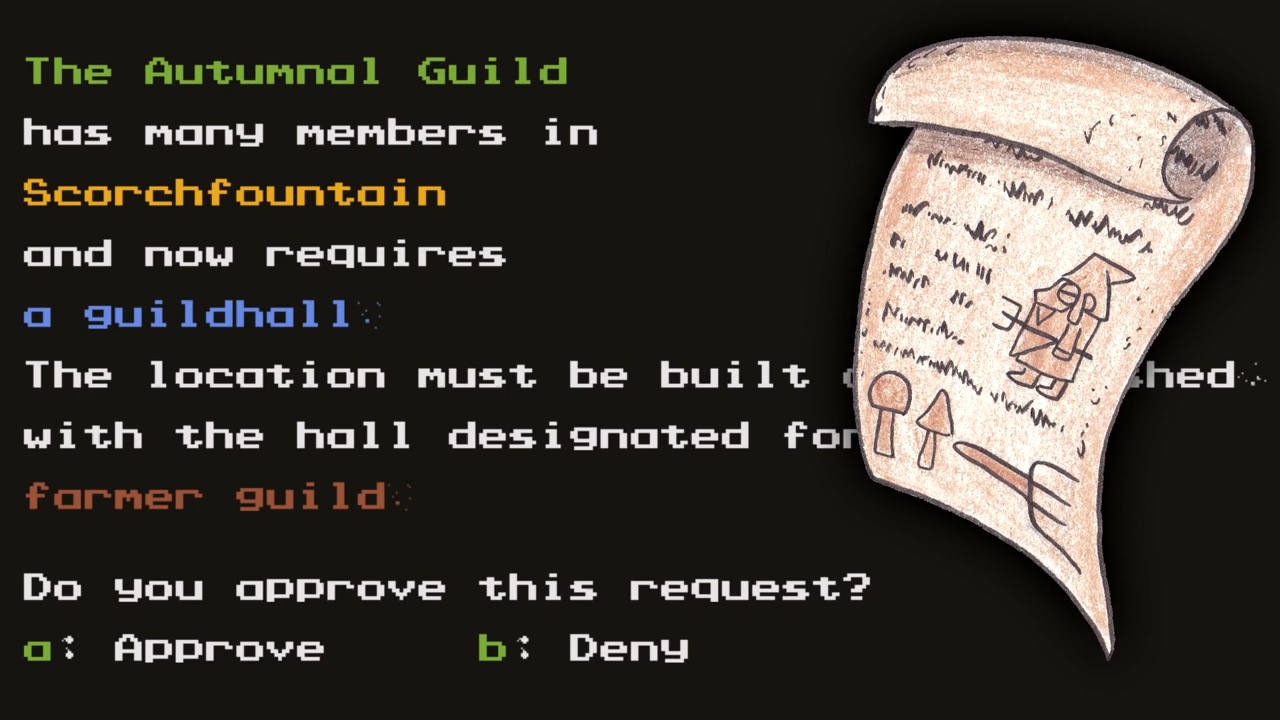 The Autumnal Guild
has many members in
Scorchfountain
and now requires
a guildhall.
The location must be built
with the hall designated for
farmer guild.
Do you approve this request?
a: Approve b: Deny